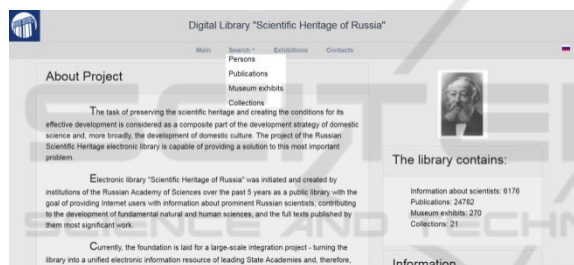 Digital Library "Scientific Heritage of Russia"
Main Search Exhibitions Contacts
Persons
Publications
Museum exhibits
Collections
About Project
The task of preserving the scientific heritage and creating the conditions for its
effective development is considered as a composite part of the development strategy of domestic
science and, more broadly, the development of domestic culture. The project of the Russian
Scientific Heritage electronic library is capable of providing a solution to this most important
problem.
Electronic library "Scientific Heritage of Russia" was initiated and created by
institutions of the Russian Academy of Sciences over the past 5 years as a public library with the
goal of providing Internet users with information about prominent Russian scientists, contributing
to the development of fundamental natural and human sciences, and the full texts published by
them most significant work.
Currently, the foundation is laid for a large-scale integration project - turning the
library into a unified electronic information resource of leading State Academies and, therefore,
The library contains:
Information about scientists: 6176
Publications: 24782
Museum exhibits: 270
Collections: 21
Information